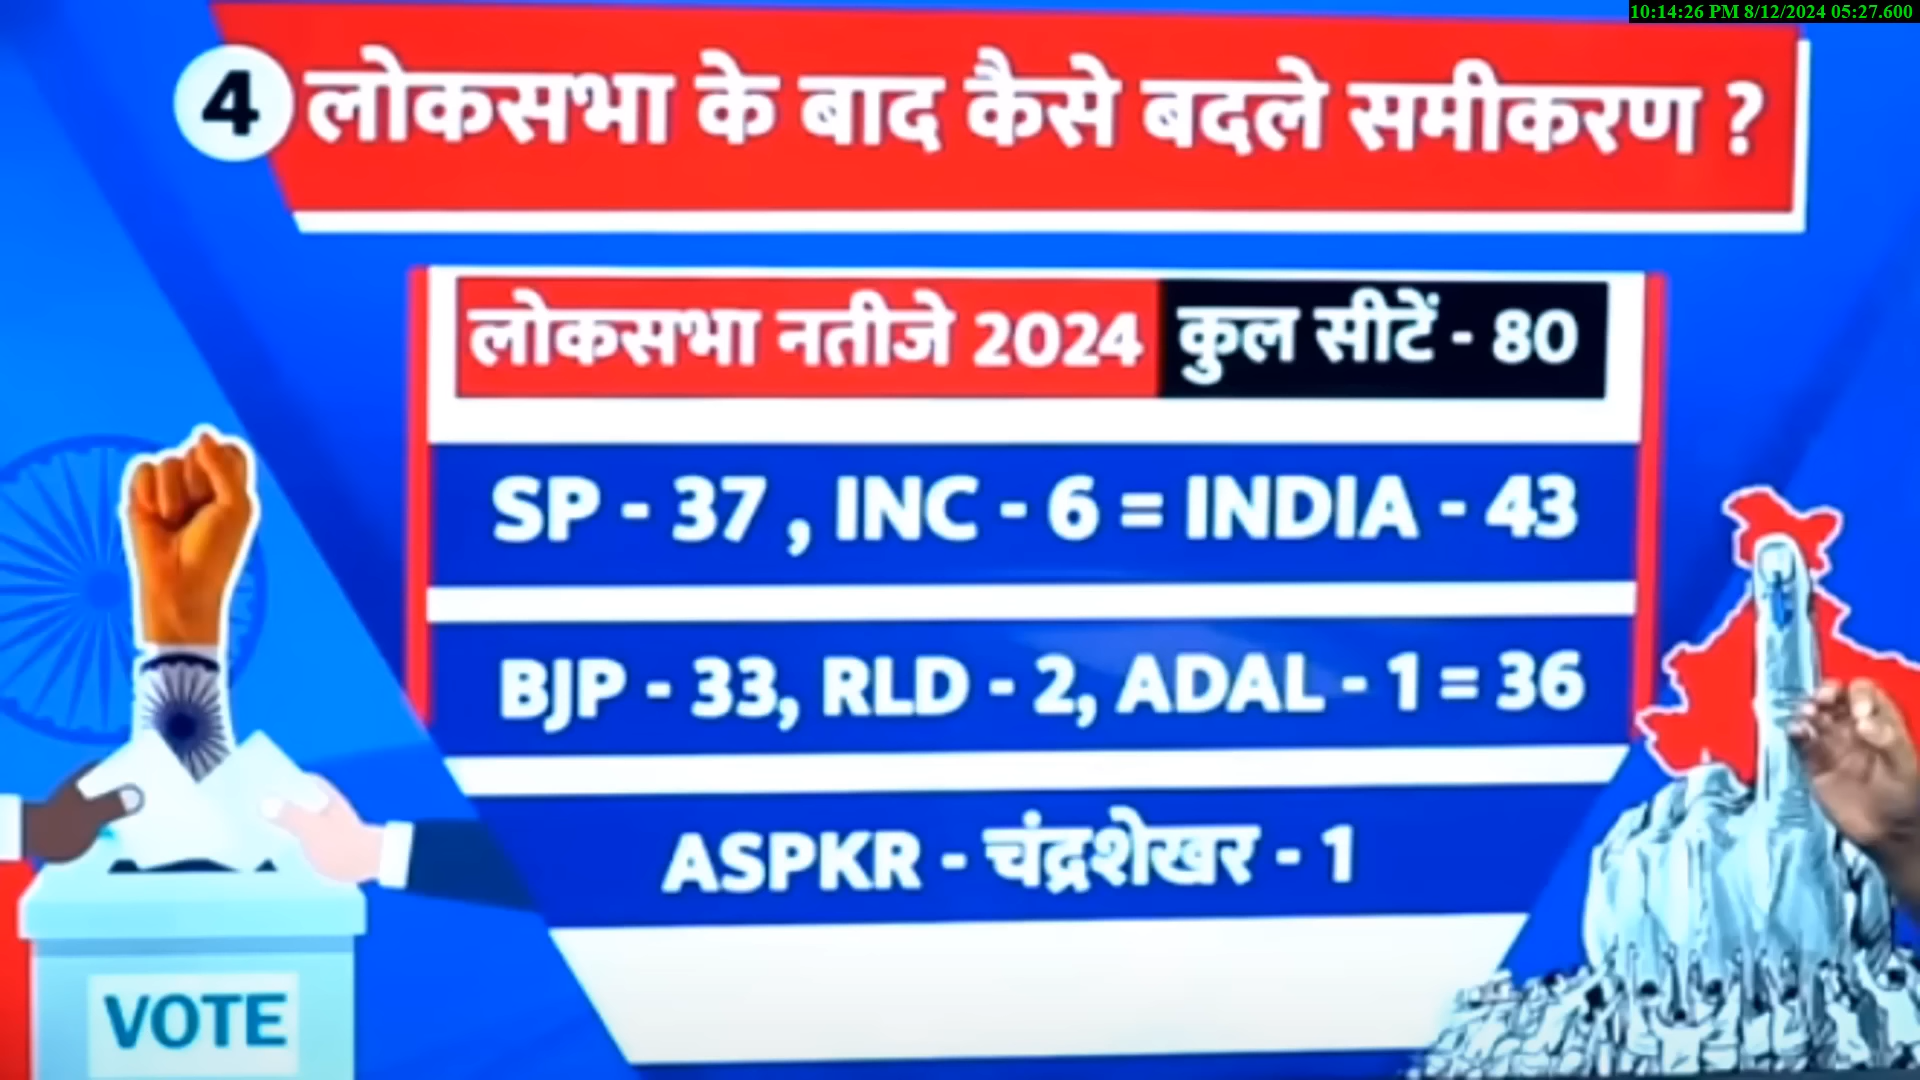 10:14:26 PM 8/12/2024 05:27.600
4 लोकसभा के बाद कैसे बदले समीकरण ?
लोकसभा नतीजे 2024 कुल सीटें - 80
SP - 37 , INC - 6 = INDIA - 43
BJP - 33, RLD - 2, ADAL - 1 = 36
ASPKR - चंद्रशेखर - 1
VOTE